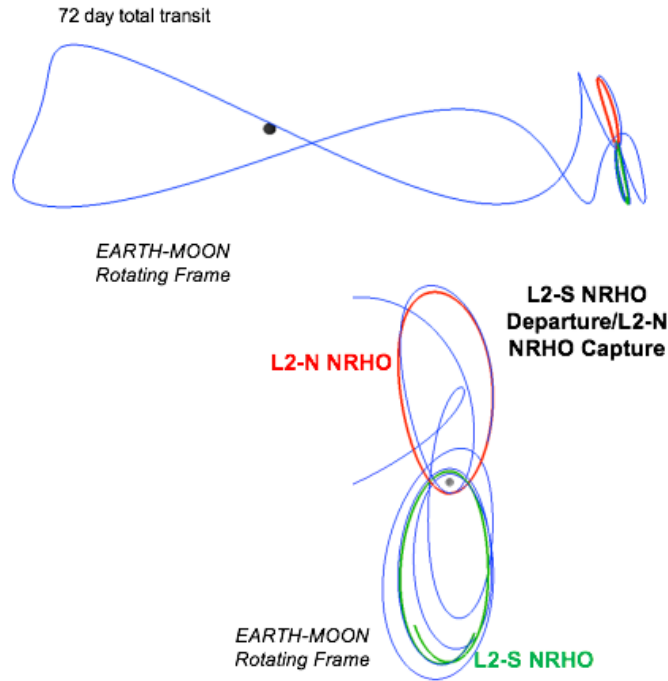 72 day total transit
EARTH-MOON
Rotating Frame
L2-S NRHO
Departure/L2-N
NRHO Capture
L2-N NRHO
EARTH-MOON
Rotating Frame
L2-S NRHO